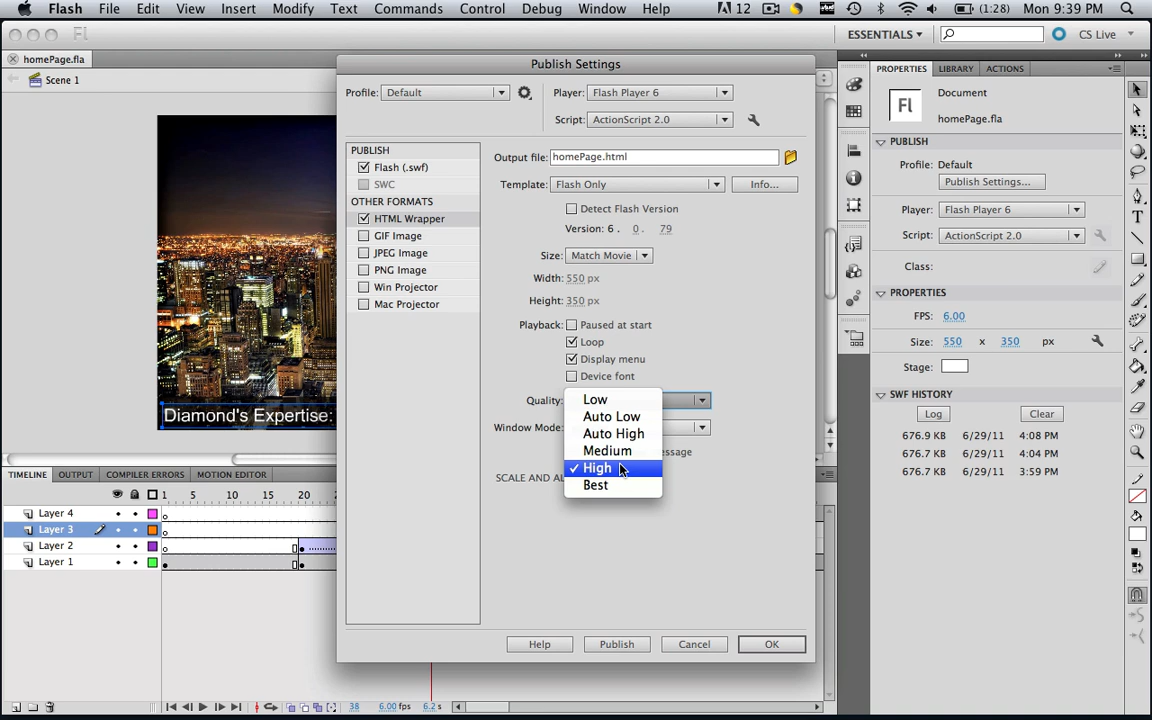 Flash File Edit View Insert Modify Text Commands Control Debug Window Help 12 (1:28) Mon 9:39 PM
Fl ESSENTIALS CS Live
homePage.fla
Scene 1
Publish Settings
Profile: Default
Player: Flash Player 6
Script: ActionScript 2.0
PUBLISH
Flash (.swf)
SWC
OTHER FORMATS
HTML Wrapper
GIF Image
JPEG Image
PNG Image
Win Projector
Mac Projector
Output file: homePage.html
Template: Flash Only Info...
Detect Flash Version
Version: 6 . 0 . 79
Size: Match Movie
Width: 550 px
Height: 350 px
Playback: Paused at start
Loop
Display menu
Device font
Quality:
Low
Auto Low
Auto High
Medium
High
Best
Window Mode:
message
SCALE AND
Help Publish Cancel OK
Diamond's Expertise:
PROPERTIES LIBRARY ACTIONS
Fl
Document
homePage.fla
PUBLISH
Profile: Default
Publish Settings...
Player: Flash Player 6
Script: ActionScript 2.0
Class:
PROPERTIES
FPS: 6.00
Size: 550 x 350 px
Stage:
SWF HISTORY
Log Clear
676.9 KB 6/29/11 4:08 PM
676.9 KB 6/29/11 4:04 PM
676.7 KB 6/29/11 3:59 PM
TIMELINE OUTPUT COMPILER ERRORS MOTION EDITOR
1 5 10 15 20 25
Layer 4
Layer 3
Layer 2
Layer 1
38 6.00 fps 6.2 s